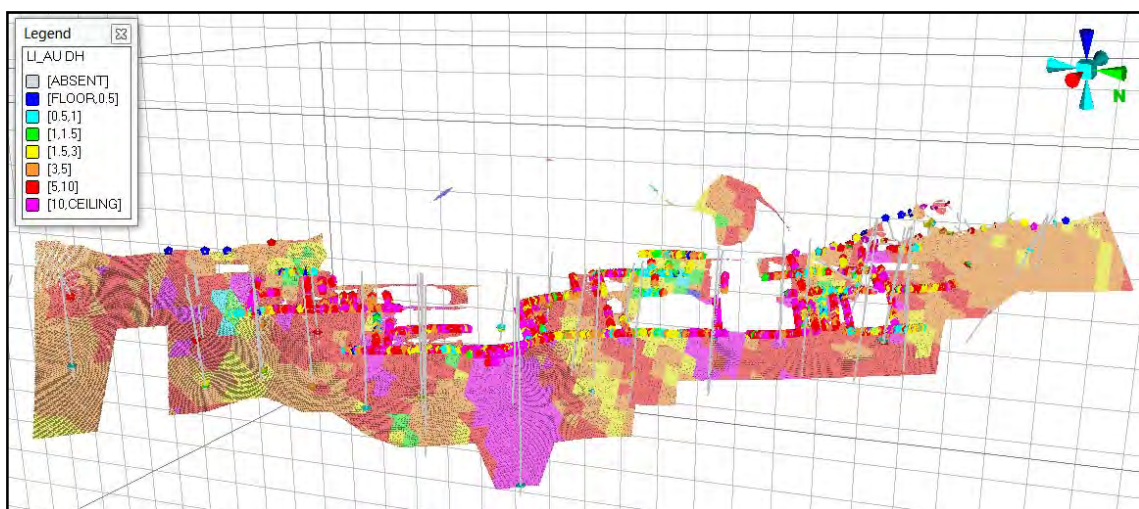 Legend
LI_AU DH
[ABSENT]
[FLOOR,0.5]
[0.5,1]
[1,1.5]
[1.5,3]
[3,5]
[5,10]
[10,CEILING]
N